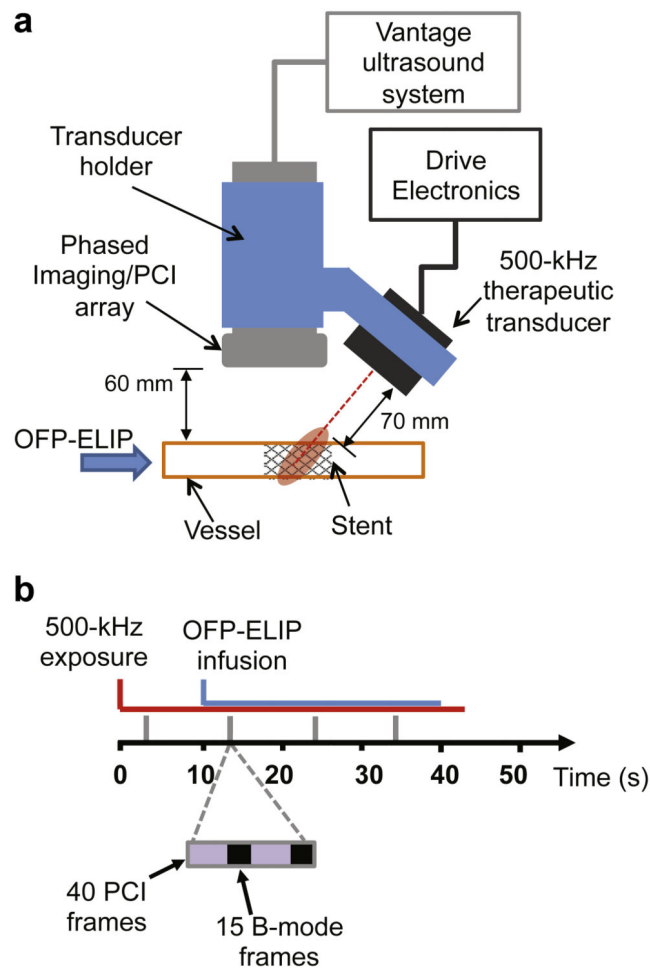 a
Vantage
ultrasound
system
Transducer
holder
Drive
Electronics
Phased
Imaging/PCI
array
500-kHz
therapeutic
transducer
60 mm
70 mm
OFP-ELIP
Vessel
Stent
b
500-kHz
exposure
OFP-ELIP
infusion
0 10 20 30 40 50 Time (s)
40 PCI
frames
15 B-mode
frames